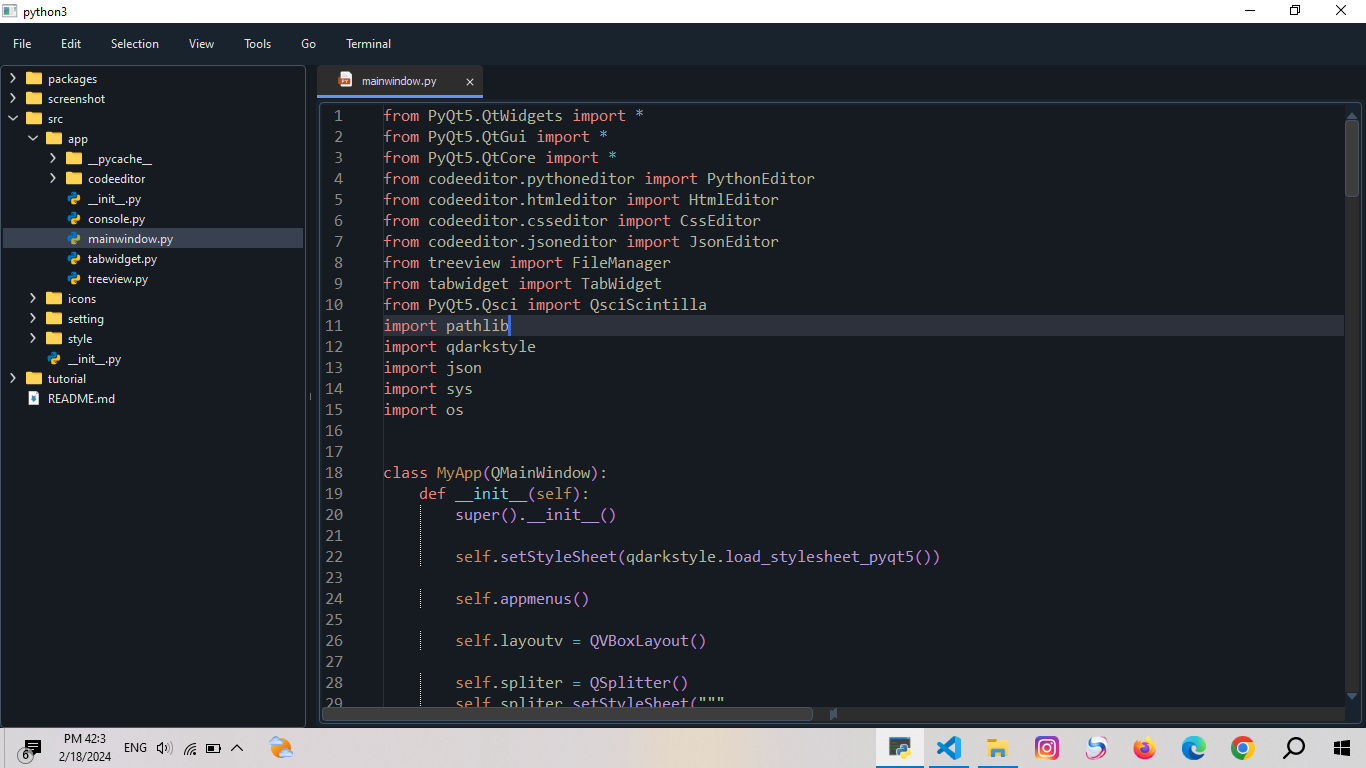 python3
File Edit Selection View Tools Go Terminal
packages
screenshot
src
app
__pycache__
codeeditor
__init__.py
console.py
mainwindow.py
tabwidget.py
treeview.py
icons
setting
style
__init__.py
tutorial
README.md
mainwindow.py
1 from PyQt5.QtWidgets import *
2 from PyQt5.QtGui import *
3 from PyQt5.QtCore import *
4 from codeeditor.pythoneditor import PythonEditor
5 from codeeditor.htmleditor import HtmlEditor
6 from codeeditor.csseditor import CssEditor
7 from codeeditor.jsoneditor import JsonEditor
8 from treeview import FileManager
9 from tabwidget import TabWidget
10 from PyQt5.Qsci import QsciScintilla
11 import pathlib
12 import qdarkstyle
13 import json
14 import sys
15 import os
16
17
18 class MyApp(QMainWindow):
19     def __init__(self):
20         super().__init__()
21
22         self.setStyleSheet(qdarkstyle.load_stylesheet_pyqt5())
23
24         self.appmenus()
25
26         self.layoutv = QVBoxLayout()
27
28         self.spliter = QSplitter()
29         self.spliter.setStyleSheet("""
6
PM 42:3
2/18/2024
ENG